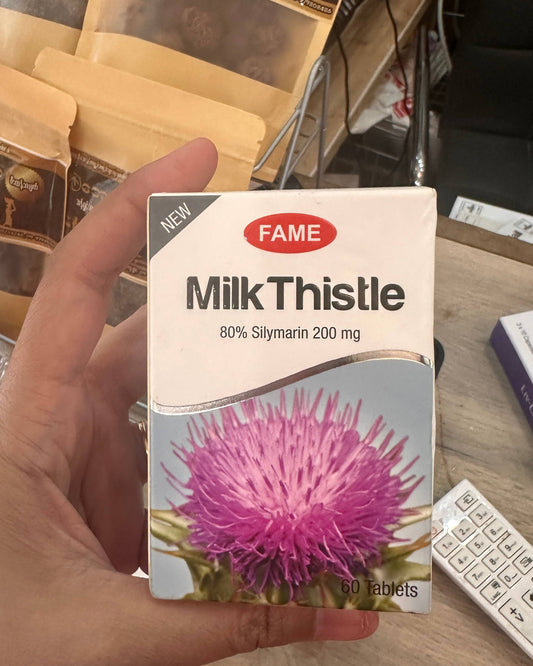 NEW
FAME
Milk Thistle
80% Silymarin 200 mg
60 Tablets